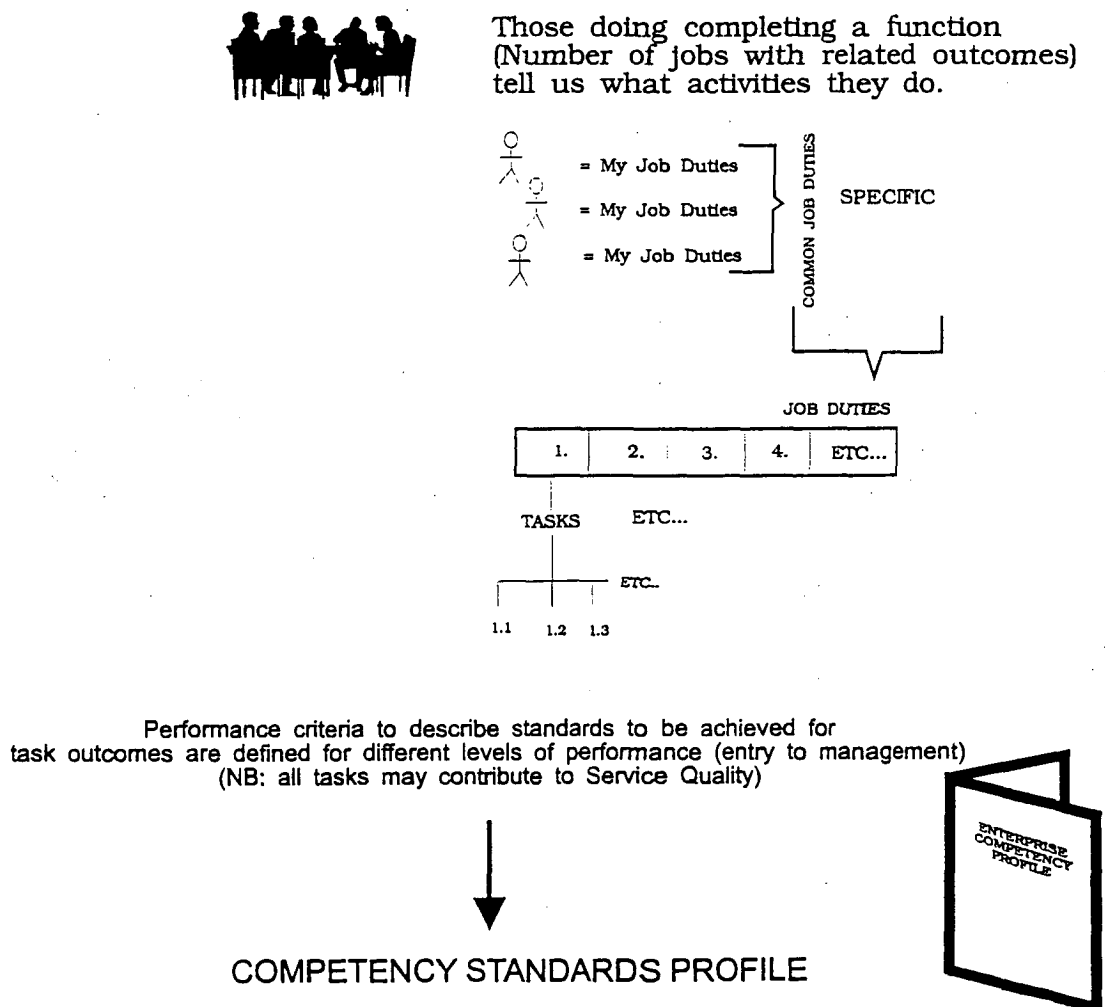 Those doing completing a function
(Number of jobs with related outcomes)
tell us what activities they do.
= My Job Duties
= My Job Duties
= My Job Duties
COMMON JOB DUTIES
SPECIFIC
JOB DUTIES
1. 2. 3. 4. ETC...
TASKS ETC...
ETC..
1.1 1.2 1.3
Performance criteria to describe standards to be achieved for
task outcomes are defined for different levels of performance (entry to management)
(NB: all tasks may contribute to Service Quality)
ENTERPRISE
COMPETENCY
PROFILE
COMPETENCY STANDARDS PROFILE